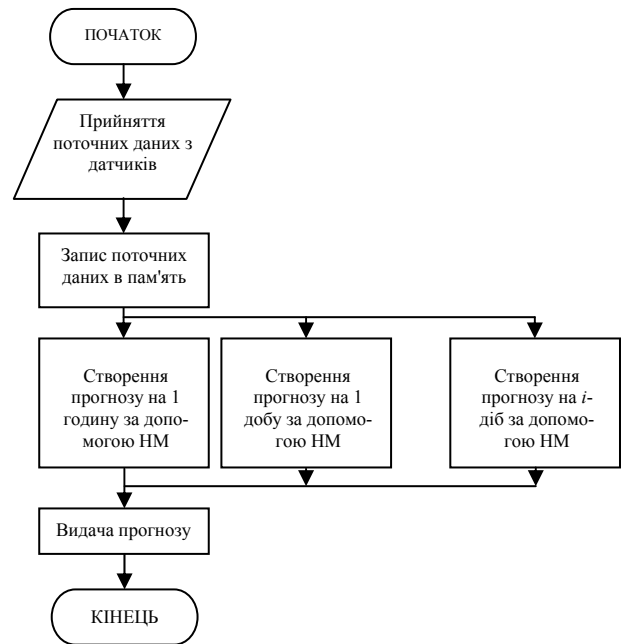 ПОЧАТОК
Прийняття
поточних даних з
датчиків
Запис поточних
даних в пам'ять
Створення
прогнозу на 1
годину за допо-
могою НМ
Створення
прогнозу на 1
добу за допомо-
гою НМ
Створення
прогнозу на i-
діб за допомо-
гою НМ
Видача прогнозу
КІНЕЦЬ